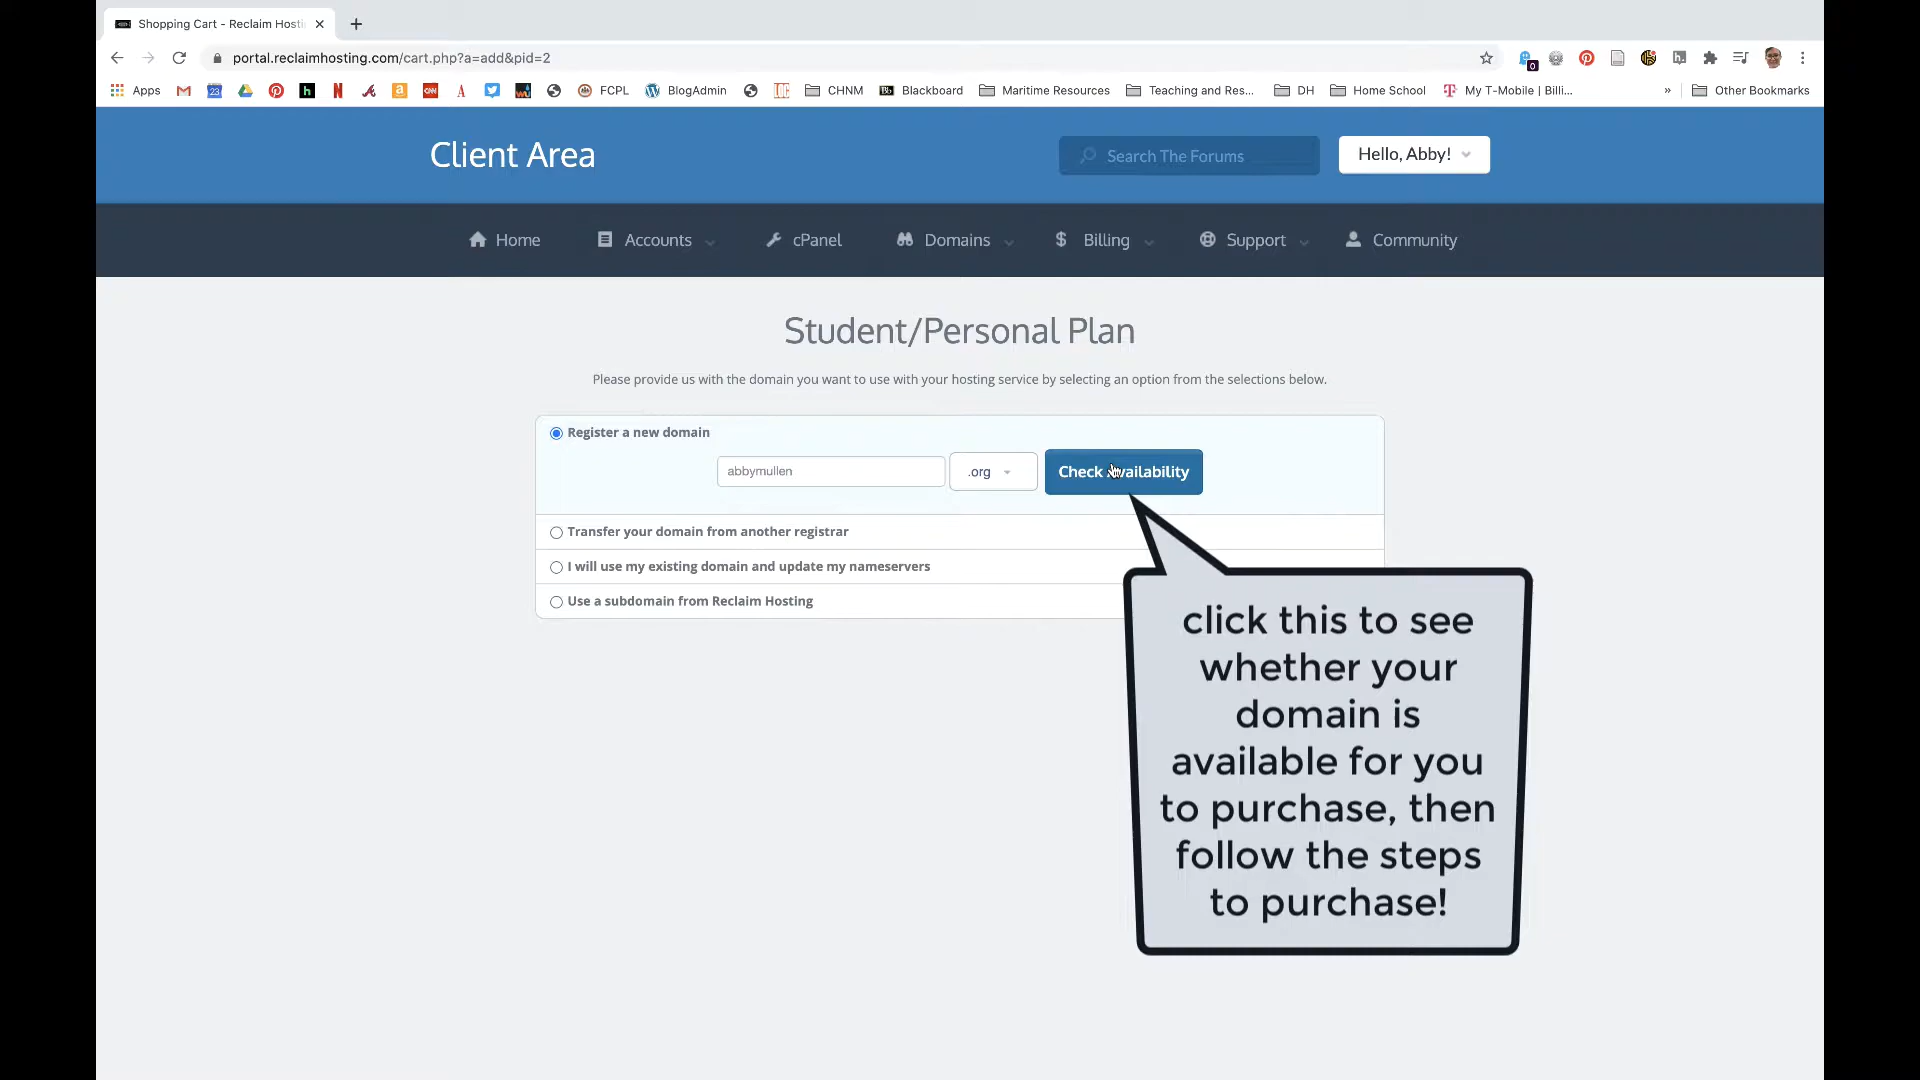 Shopping Cart - Reclaim Hosti
portal.reclaimhosting.com/cart.php?a=add&pid=2
0
Apps
23
h
N
a
CNN
A
FCPL
BlogAdmin
CHNM
Bb
Blackboard
Maritime Resources
Teaching and Res...
DH
Home School
T
My T-Mobile | Billi...
»
Other Bookmarks
Client Area
Search The Forums
Hello, Abby!
Home
Accounts
cPanel
Domains
$ Billing
Support
Community
Student/Personal Plan
Please provide us with the domain you want to use with your hosting service by selecting an option from the selections below.
Register a new domain
abbymullen
.org
Check Availability
Transfer your domain from another registrar
I will use my existing domain and update my nameservers
Use a subdomain from Reclaim Hosting
click this to see
whether your
domain is
available for you
to purchase, then
follow the steps
to purchase!